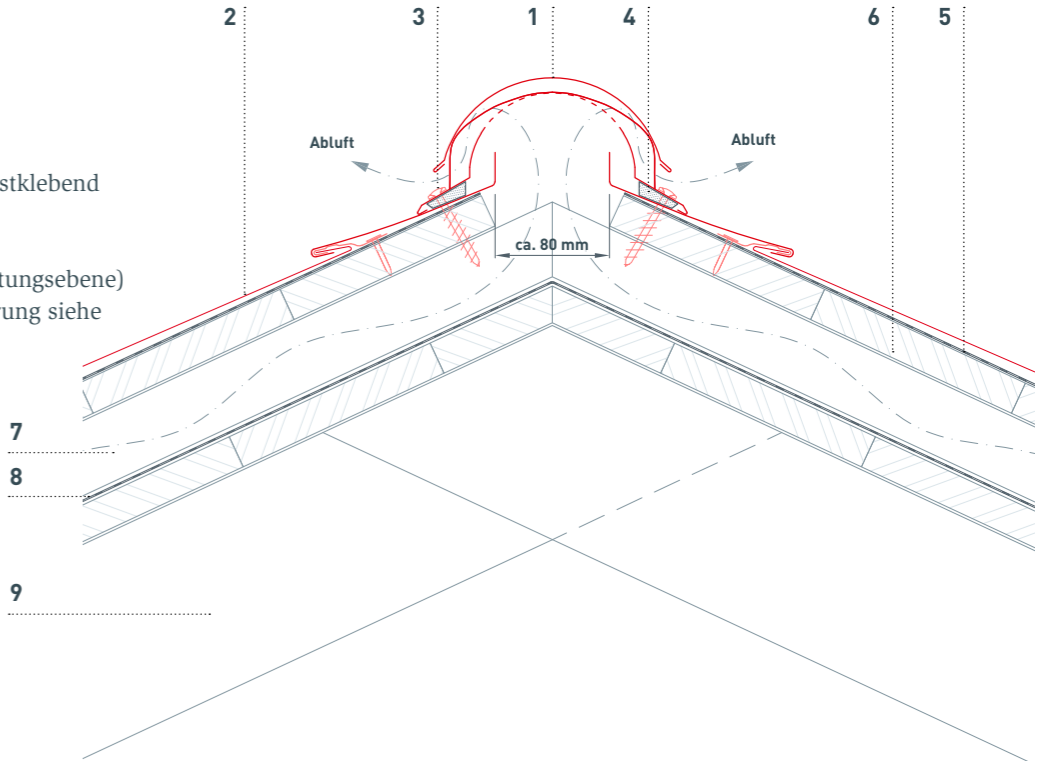 2
3
1
4
6
5
Abluft
Abluft
stklebend
ca. 80 mm
tungsebene)
rung siehe
7
8
9